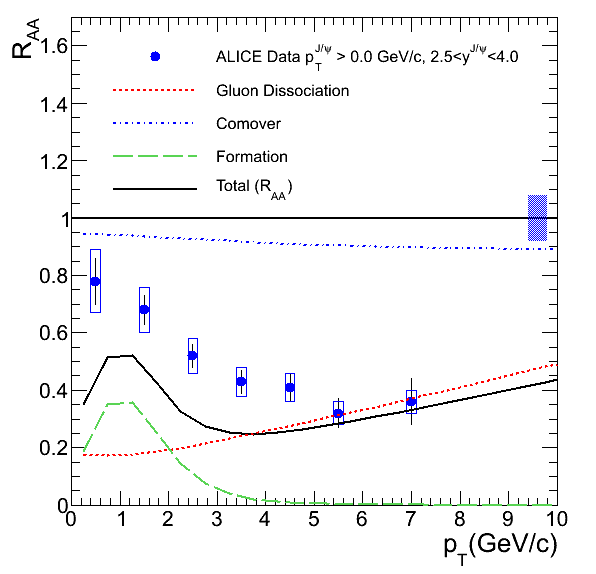 R_AA
ALICE Data p_T^J/ψ > 0.0 GeV/c, 2.5<y^J/ψ<4.0
Gluon Dissociation
Comover
Formation
Total (R_AA)
1.6
1.4
1.2
1
0.8
0.6
0.4
0.2
0
0 1 2 3 4 5 6 7 8 9 10
p_T(GeV/c)